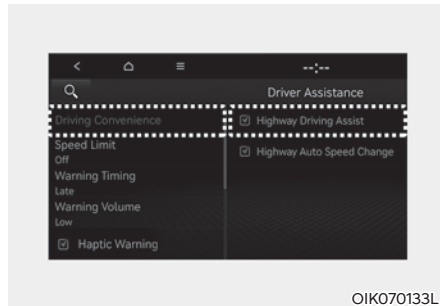 --:--
Driver Assistance
Driving Convenience
Highway Driving Assist
Speed Limit
Off
Highway Auto Speed Change
Warning Timing
Late
Warning Volume
Low
Haptic Warning
OIK070133L